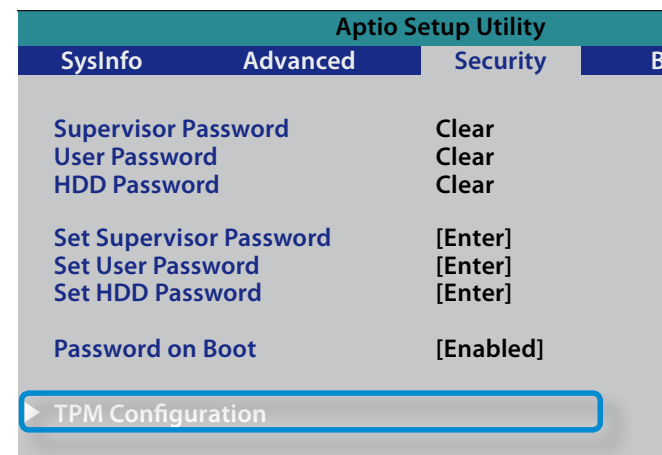 Aptio Setup Utility
SysInfo Advanced Security B
Supervisor Password Clear
User Password Clear
HDD Password Clear
Set Supervisor Password [Enter]
Set User Password [Enter]
Set HDD Password [Enter]
Password on Boot [Enabled]
TPM Configuration